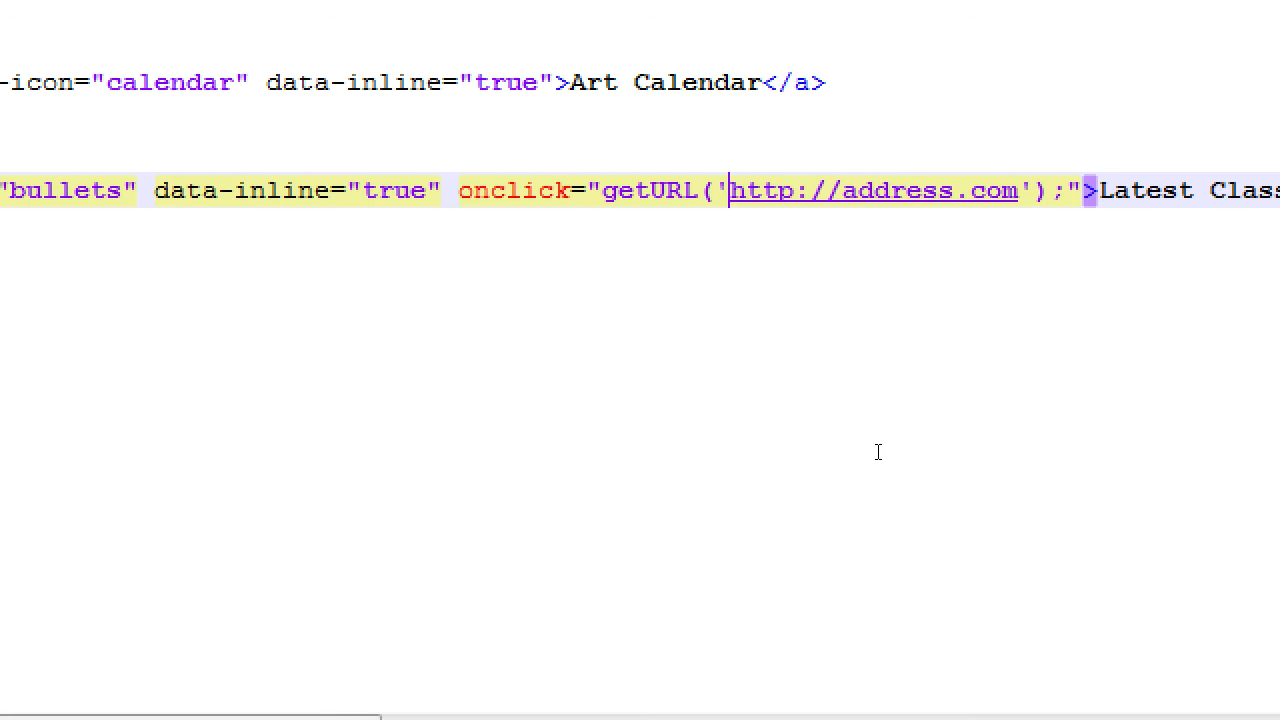 -icon="calendar" data-inline="true">Art Calendar</a>
"bullets" data-inline="true" onclick="getURL('http://address.com');">Latest Class